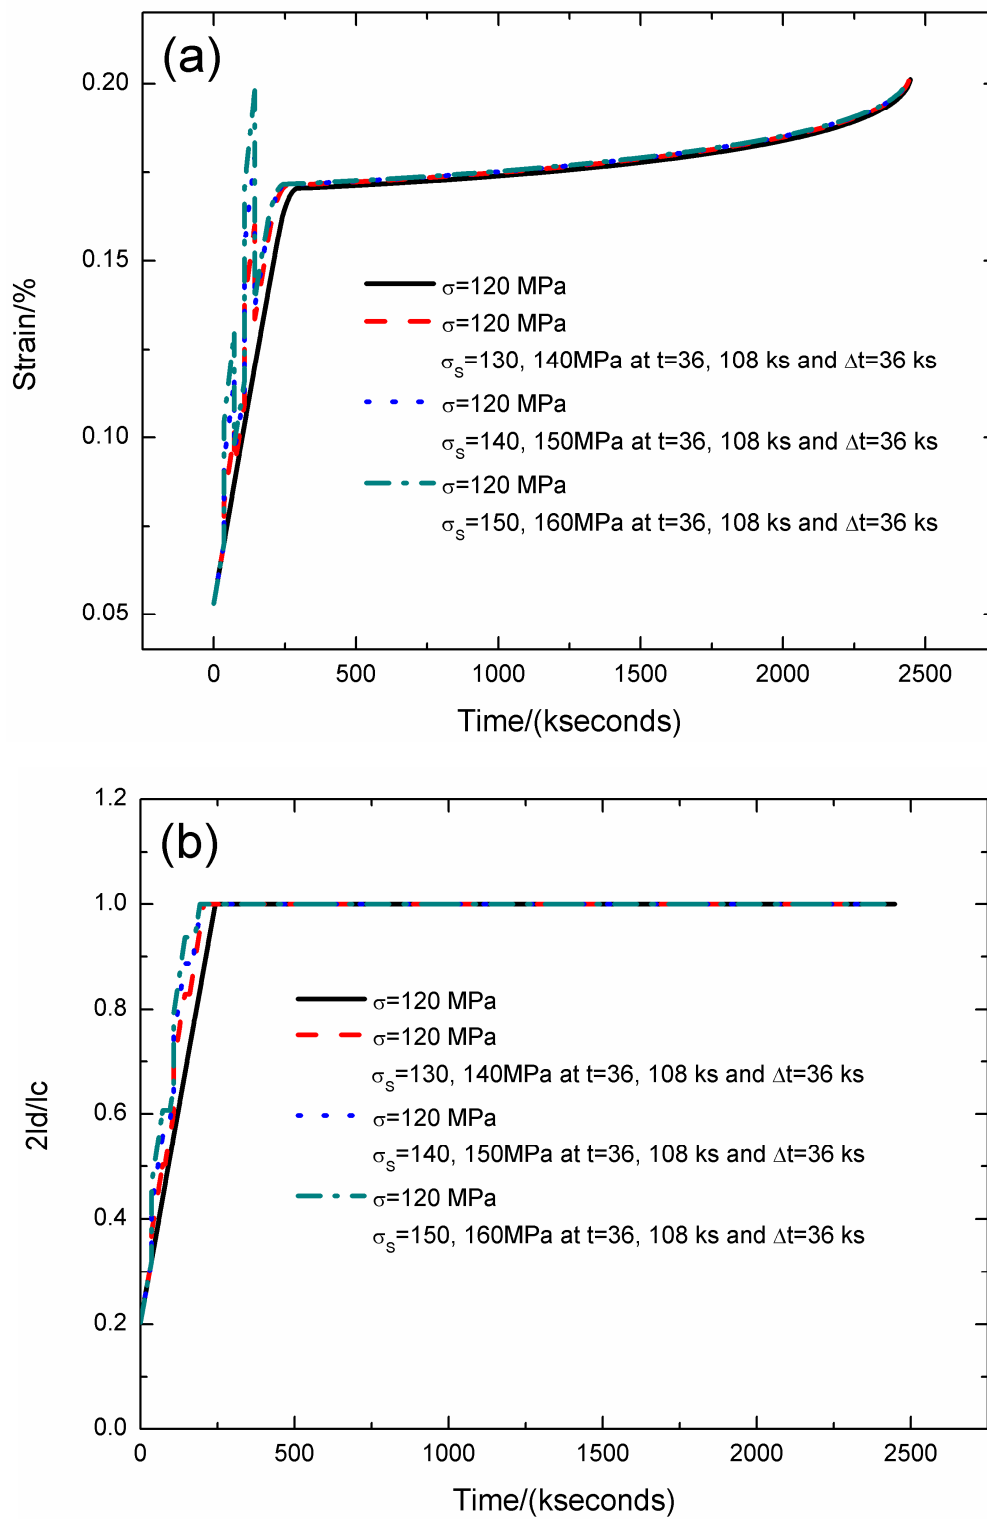 (a)
0.20
0.15
0.10
0.05
Strain/%
σ=120 MPa
σ=120 MPa
σS=130, 140MPa at t=36, 108 ks and Δt=36 ks
σ=120 MPa
σS=140, 150MPa at t=36, 108 ks and Δt=36 ks
σ=120 MPa
σS=150, 160MPa at t=36, 108 ks and Δt=36 ks
0 500 1000 1500 2000 2500
Time/(kseconds)
(b)
1.2
1.0
0.8
0.6
0.4
0.2
0.0
2ld/lc
σ=120 MPa
σ=120 MPa
σS=130, 140MPa at t=36, 108 ks and Δt=36 ks
σ=120 MPa
σS=140, 150MPa at t=36, 108 ks and Δt=36 ks
σ=120 MPa
σS=150, 160MPa at t=36, 108 ks and Δt=36 ks
0 500 1000 1500 2000 2500
Time/(kseconds)